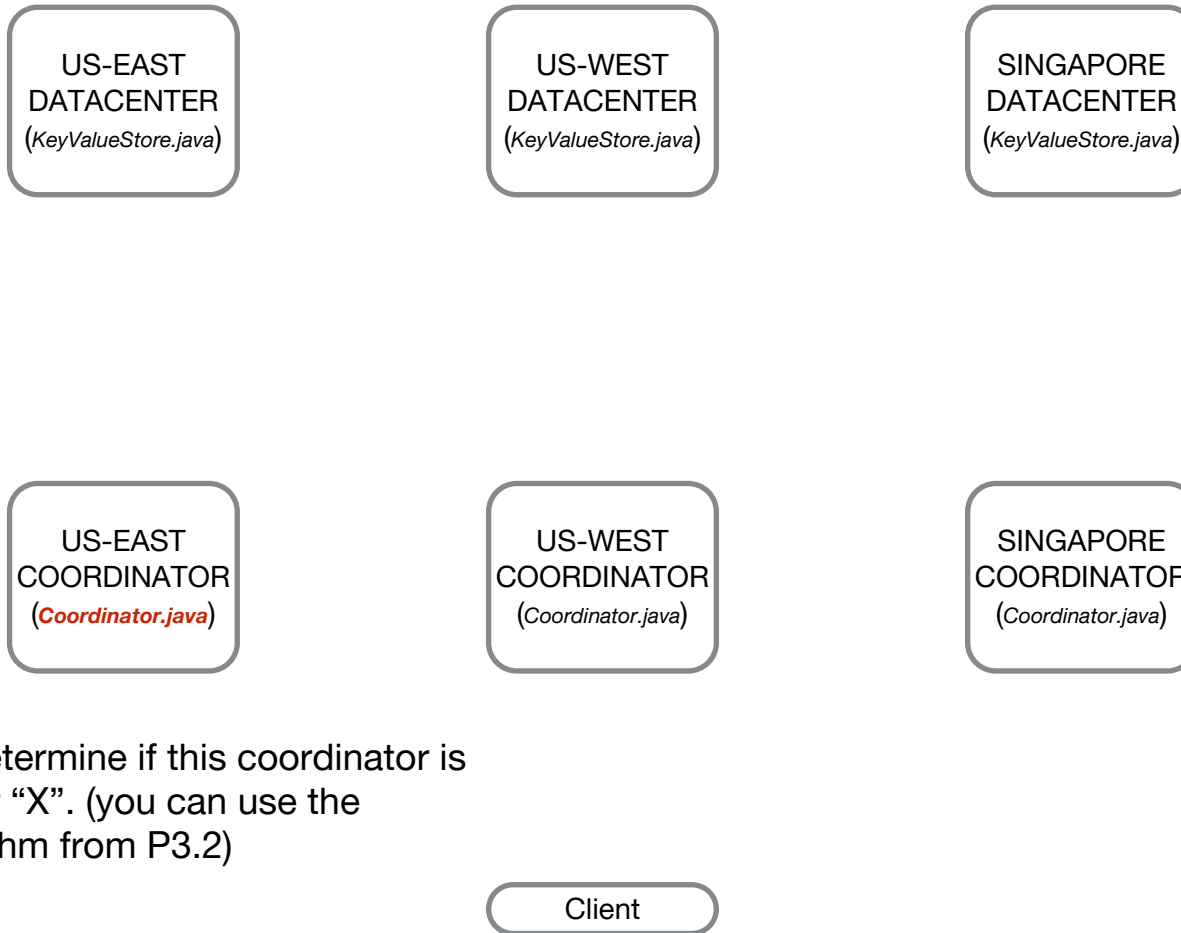 US-EAST
DATACENTER
(KeyValueStore.java)
US-WEST
DATACENTER
(KeyValueStore.java)
SINGAPORE
DATACENTER
(KeyValueStore.java)
US-EAST
COORDINATOR
(Coordinator.java)
US-WEST
COORDINATOR
(Coordinator.java)
SINGAPORE
COORDINATOR
(Coordinator.java)
etermine if this coordinator is
“X”. (you can use the
hm from P3.2)
Client